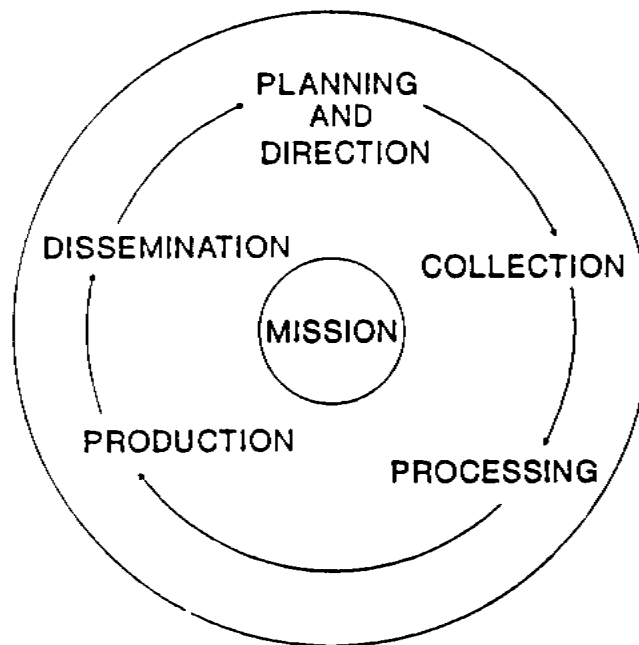 PLANNING
AND
DIRECTION
COLLECTION
PROCESSING
PRODUCTION
DISSEMINATION
MISSION